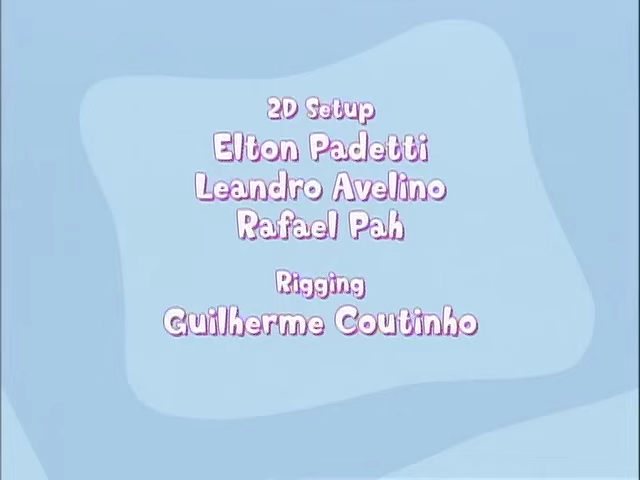 2D Setup
Elton Padetti
Leandro Avelino
Rafael Pah
Rigging
Guilherme Coutinho